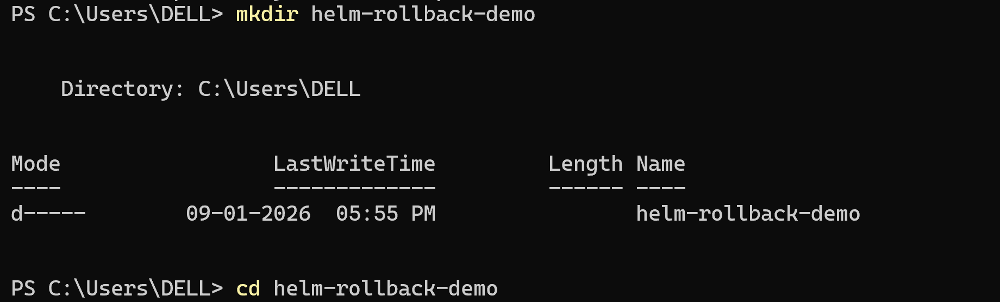 PS C:\Users\DELL> mkdir helm-rollback-demo
Directory: C:\Users\DELL
Mode LastWriteTime Length Name
---- ------------- ------ ----
d----- 09-01-2026 05:55 PM helm-rollback-demo
PS C:\Users\DELL> cd helm-rollback-demo